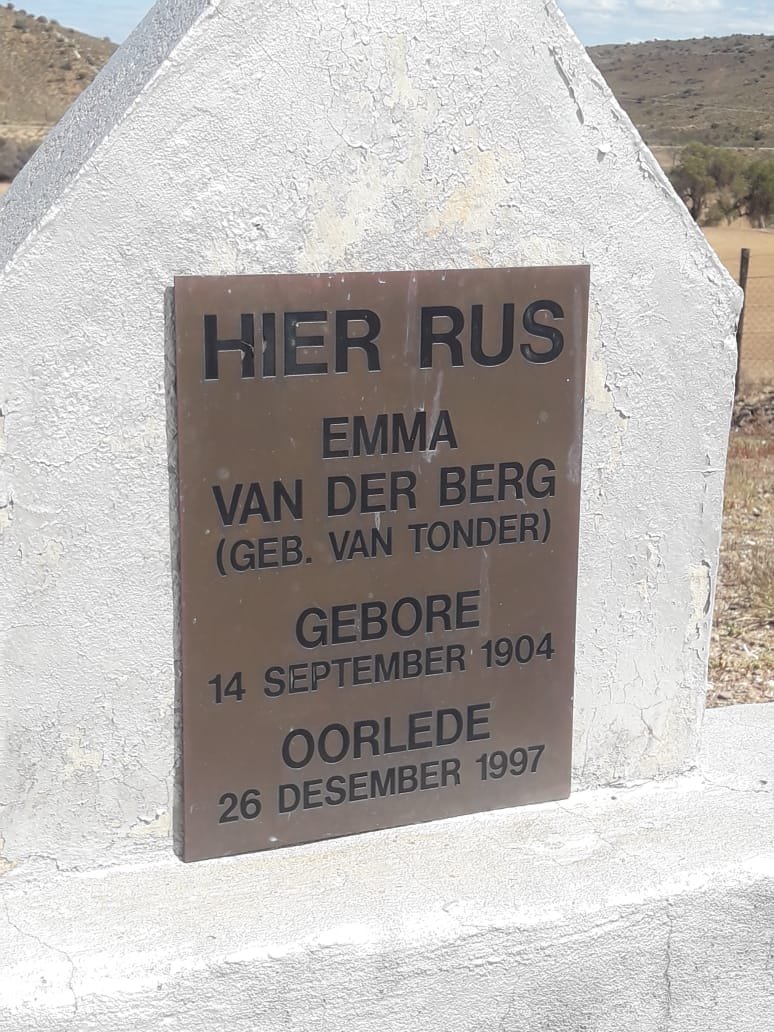 HIER RUS
EMMA
VAN DER BERG
(GEB. VAN TONDER)
GEBORE
14 SEPTEMBER 1904
OORLEDE
26 DESEMBER 1997